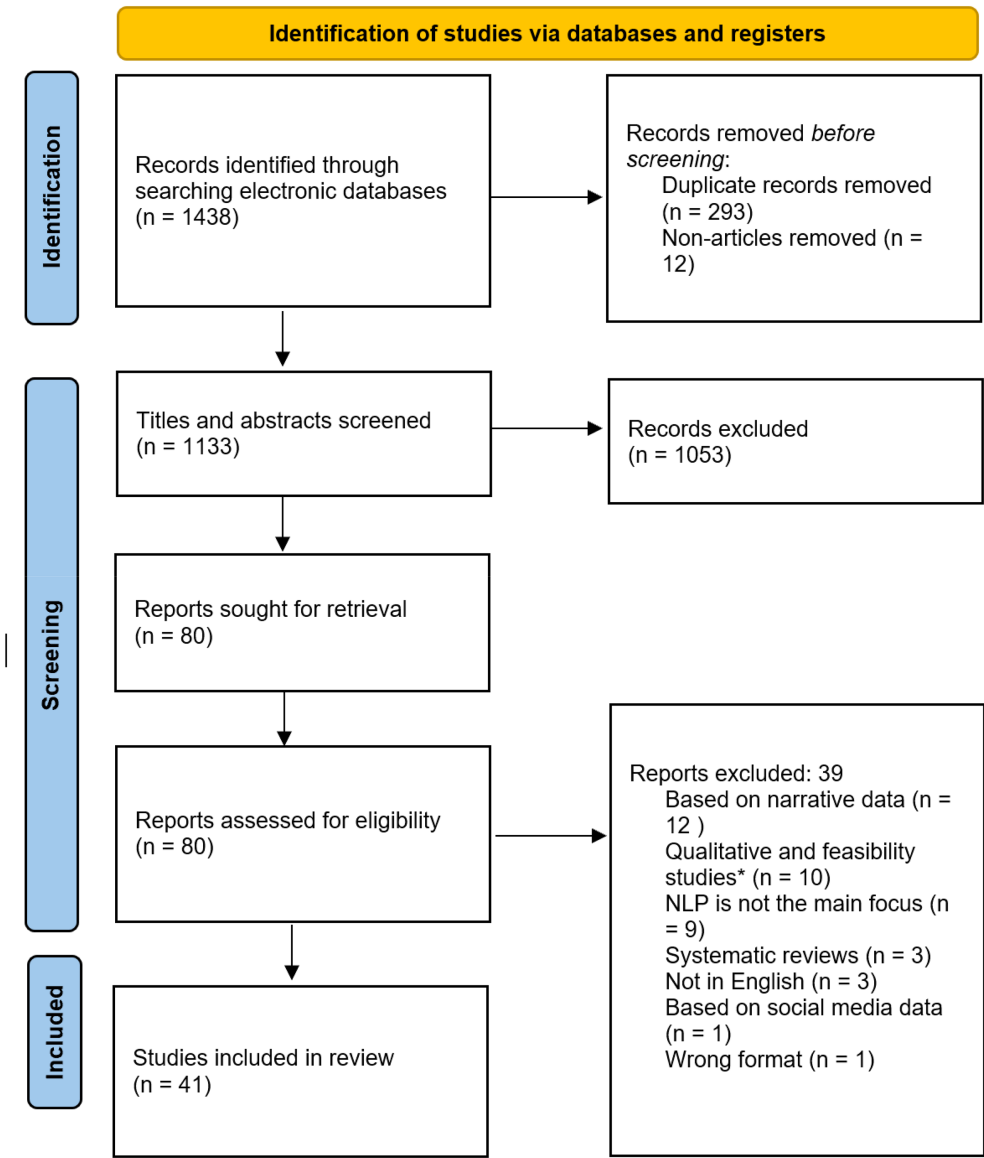 Identification of studies via databases and registers
Identification
Records identified through
searching electronic databases
(n = 1438)
Records removed before
screening:
Duplicate records removed
(n = 293)
Non-articles removed (n =
12)
Screening
Titles and abstracts screened
(n = 1133)
Records excluded
(n = 1053)
Reports sought for retrieval
(n = 80)
Reports assessed for eligibility
(n = 80)
Reports excluded: 39
Based on narrative data (n =
12 )
Qualitative and feasibility
studies* (n = 10)
NLP is not the main focus (n
= 9)
Systematic reviews (n = 3)
Not in English (n = 3)
Based on social media data
(n = 1)
Wrong format (n = 1)
Included
Studies included in review
(n = 41)